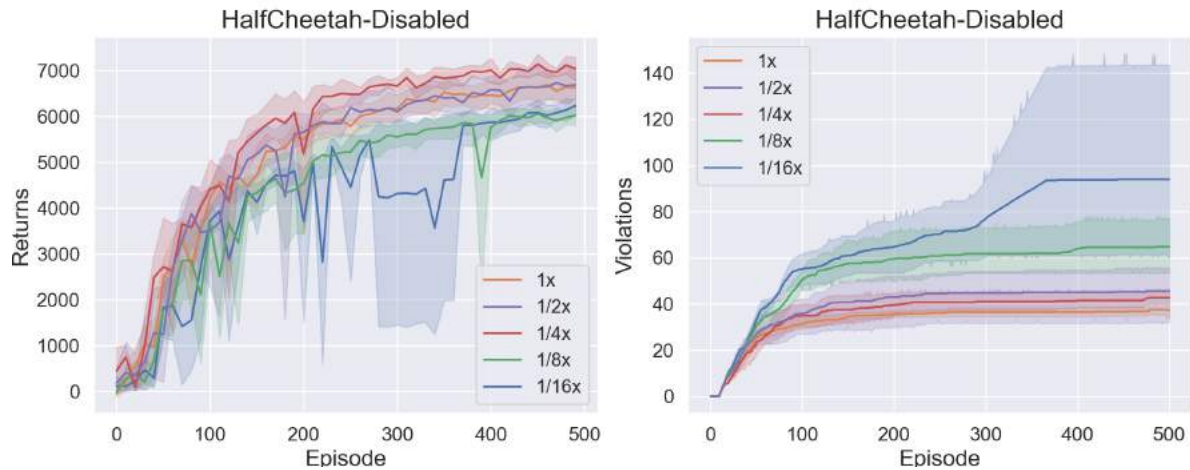 HalfCheetah-Disabled
7000
6000
5000
4000
3000
2000
1000
0
Returns
1x
1/2x
1/4x
1/8x
1/16x
0
100
200
300
400
500
Episode
HalfCheetah-Disabled
140
120
100
80
60
40
20
0
Violations
1x
1/2x
1/4x
1/8x
1/16x
0
100
200
300
400
500
Episode